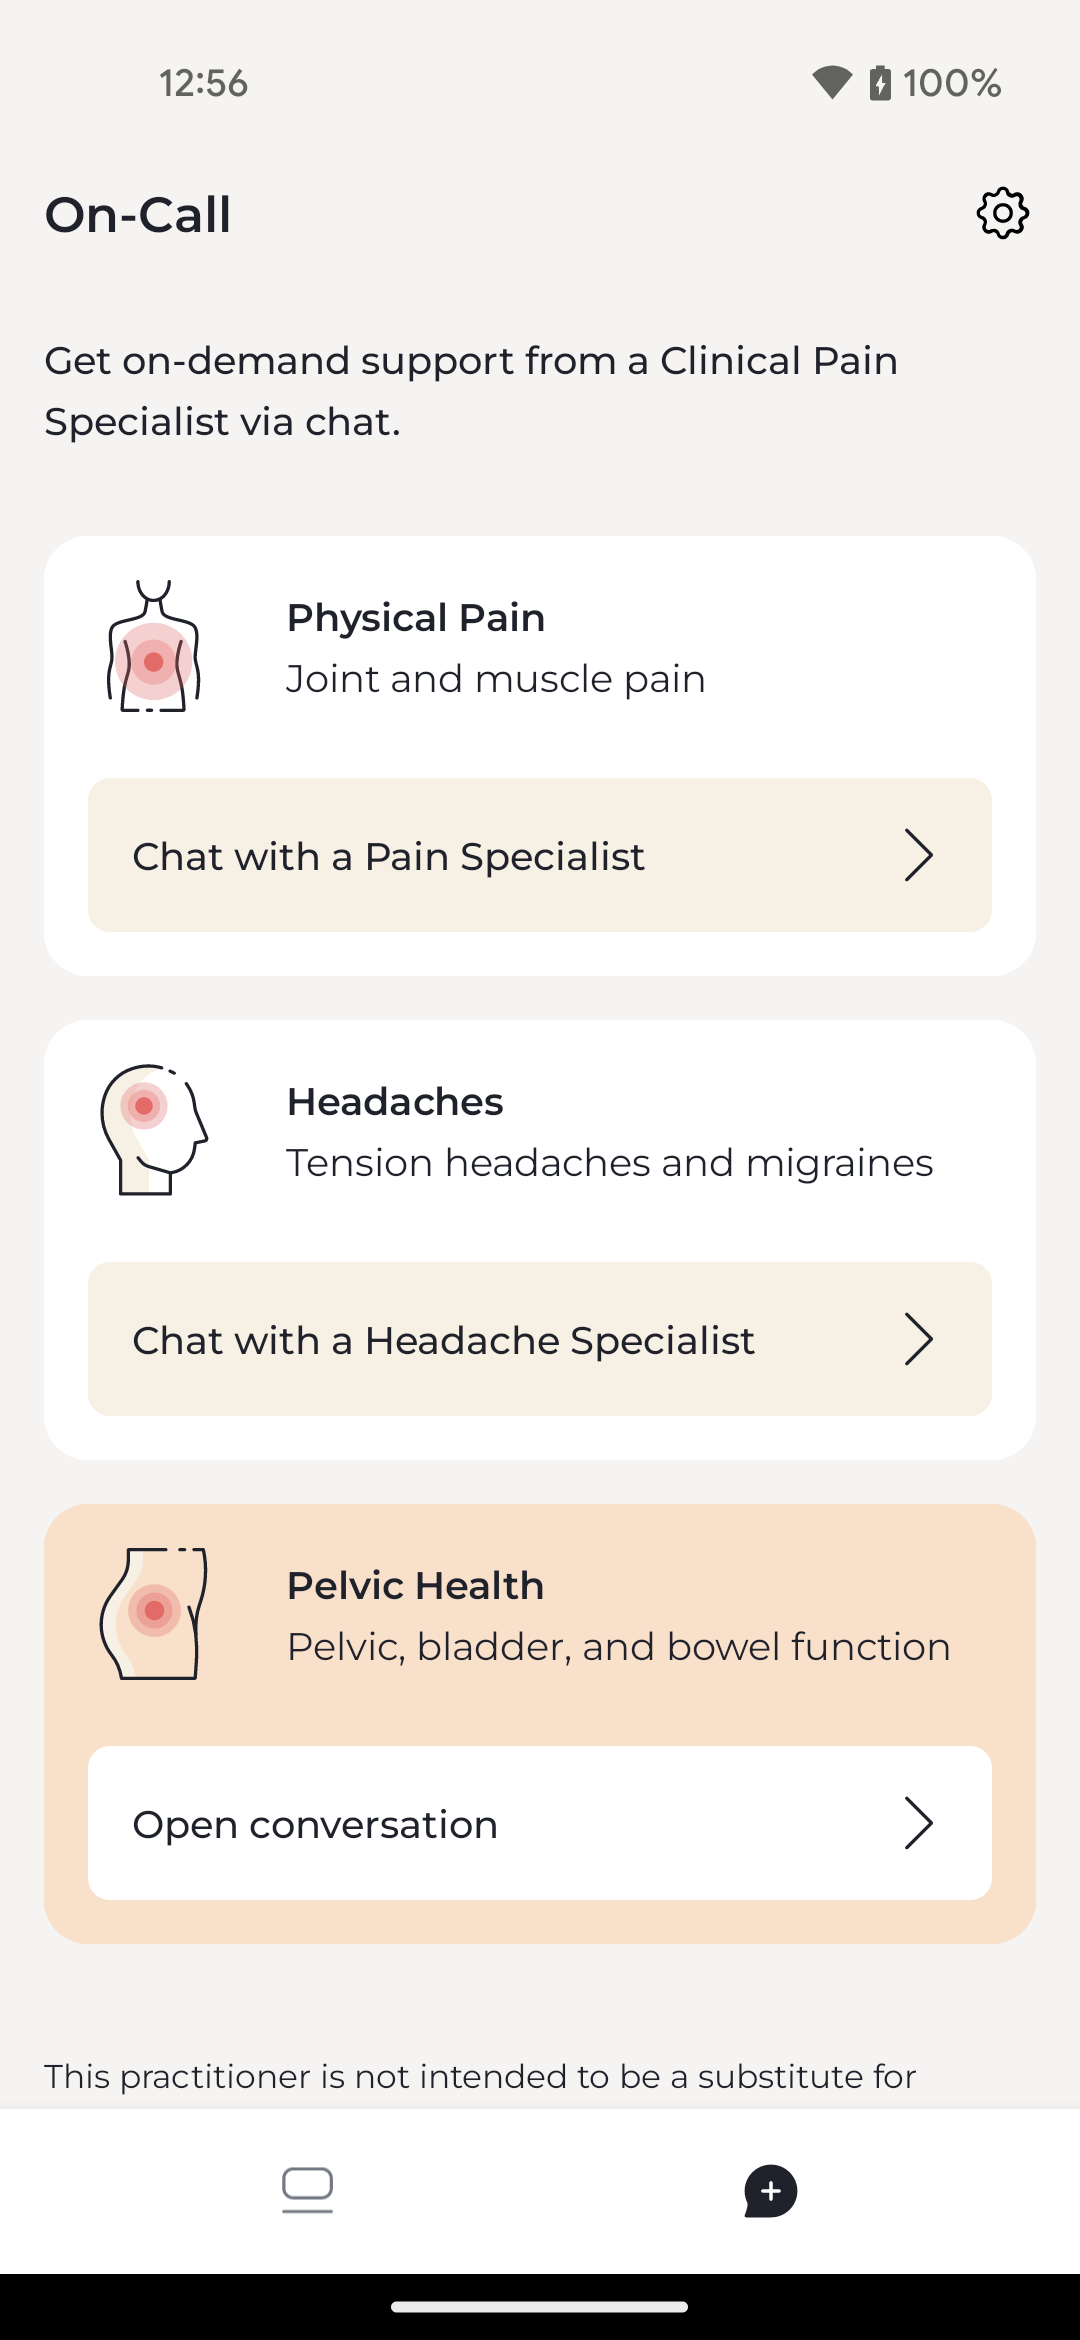 12:56
100%
On-Call
Get on-demand support from a Clinical Pain
Specialist via chat.
Physical Pain
Joint and muscle pain
Chat with a Pain Specialist
Headaches
Tension headaches and migraines
Chat with a Headache Specialist
Pelvic Health
Pelvic, bladder, and bowel function
Open conversation
This practitioner is not intended to be a substitute for